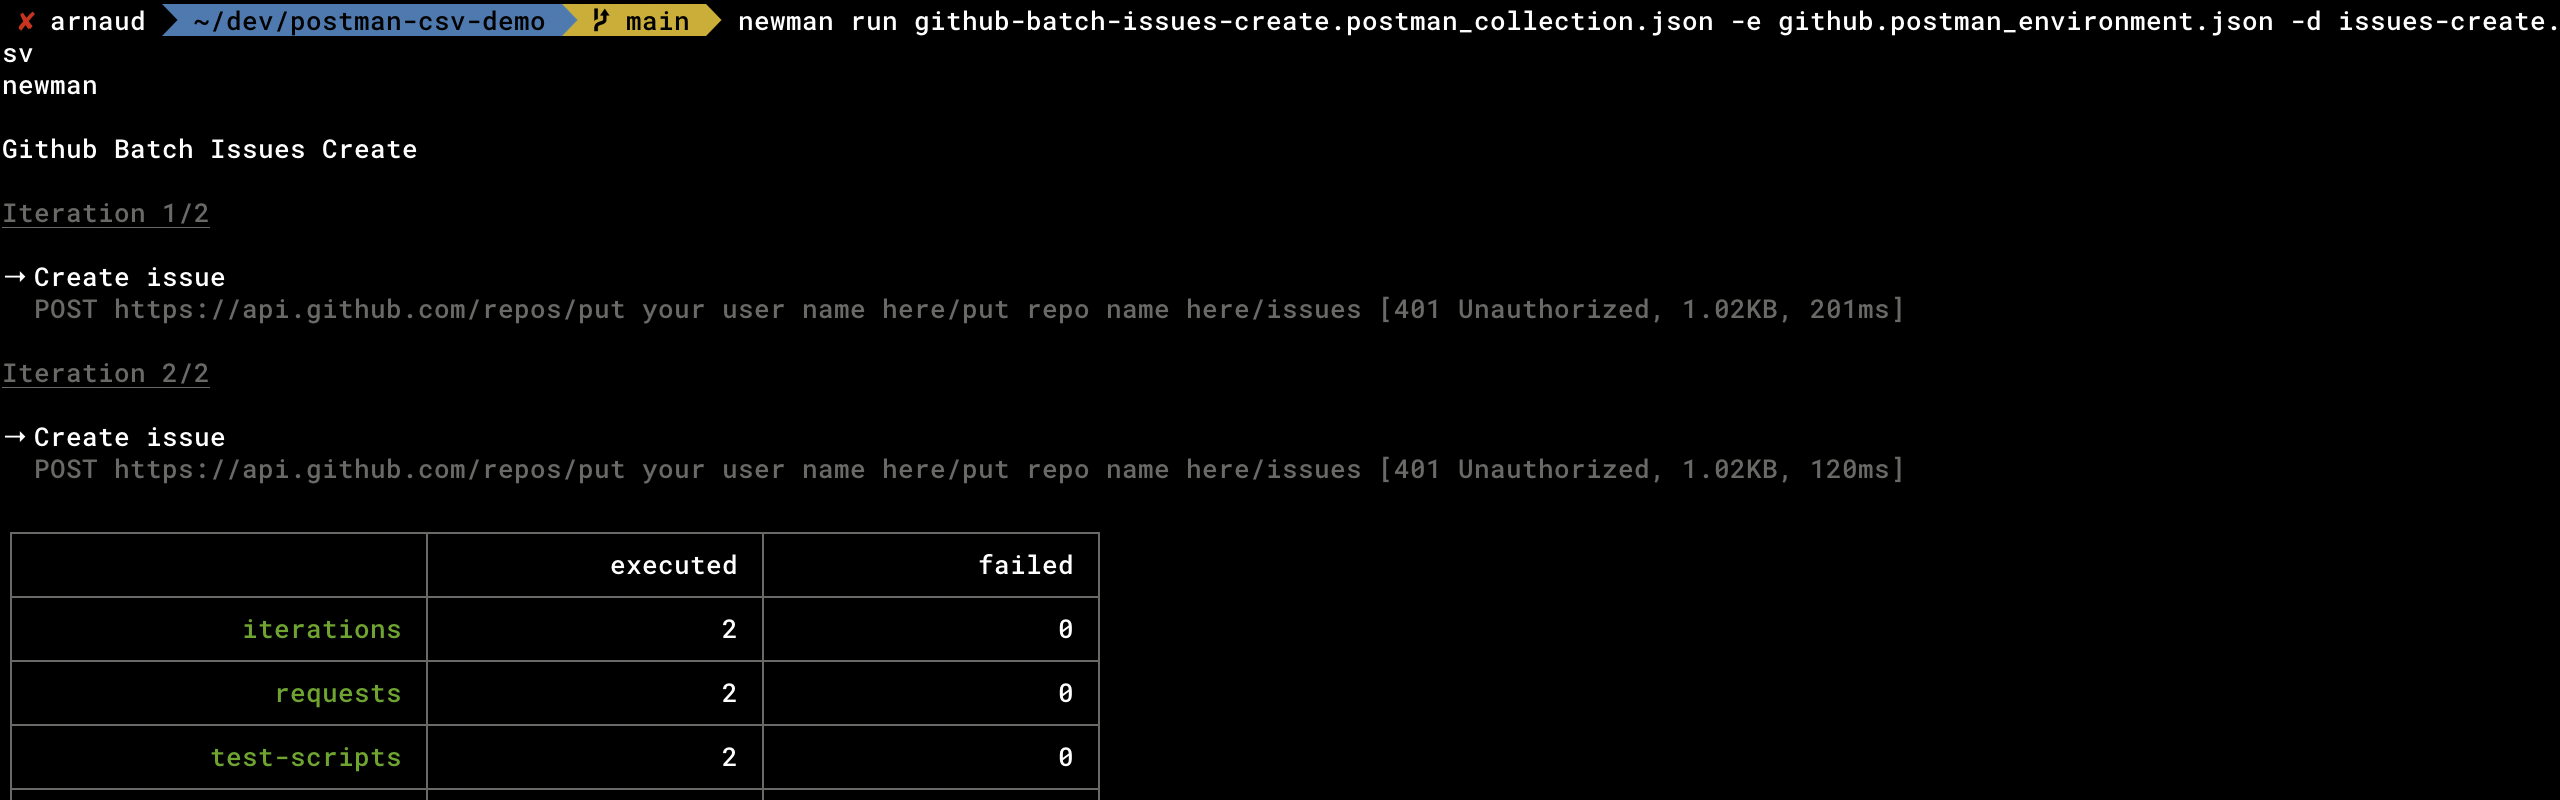 ✘ arnaud ~/dev/postman-csv-demo main newman run github-batch-issues-create.postman_collection.json -e github.postman_environment.json -d issues-create.
sv
newman
Github Batch Issues Create
Iteration 1/2
→ Create issue
POST https://api.github.com/repos/put your user name here/put repo name here/issues [401 Unauthorized, 1.02KB, 201ms]
Iteration 2/2
→ Create issue
POST https://api.github.com/repos/put your user name here/put repo name here/issues [401 Unauthorized, 1.02KB, 120ms]
executed failed
iterations 2 0
requests 2 0
test-scripts 2 0